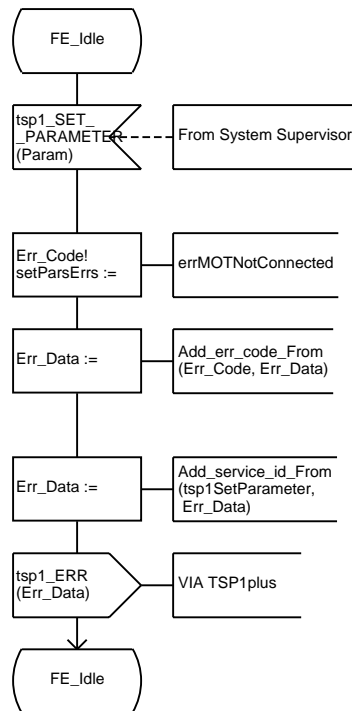 FE_Idle
tsp1_SET_
_PARAMETER
(Param)
From System Supervisor
Err_Code!
setParsErrs :=
errMOTNotConnected
Err_Data :=
Add_err_code_From
(Err_Code, Err_Data)
Err_Data :=
Add_service_id_From
(tsp1SetParameter,
Err_Data)
tsp1_ERR
(Err_Data)
VIA TSP1plus
FE_Idle